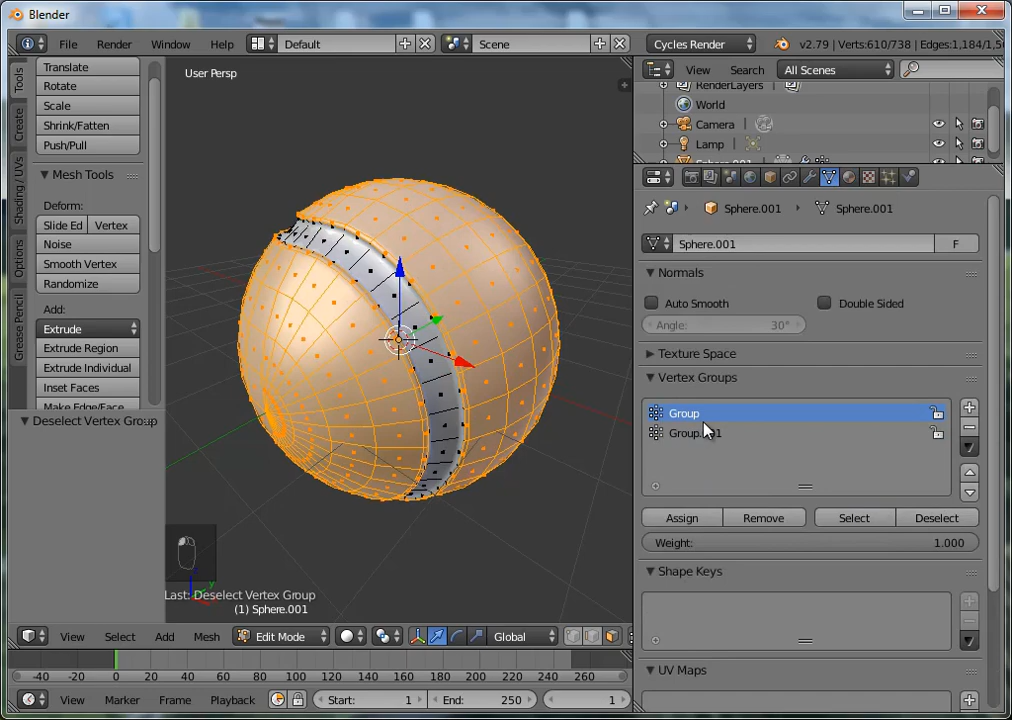 Blender
File Render Window Help Default Scene Cycles Render v2.79 | Verts:610/738 | Edges:1,184/1,5
Tools
Create
Shading / UVs
Options
Grease Pencil
Translate
Rotate
Scale
Shrink/Fatten
Push/Pull
Mesh Tools
Deform:
Slide Ed Vertex
Noise
Smooth Vertex
Randomize
Add:
Extrude
Extrude Region
Extrude Individual
Inset Faces
Make Edge/Face
Deselect Vertex Group
User Persp
Last: Deselect Vertex Group
(1) Sphere.001
View Select Add Mesh Edit Mode Global
-40 -20 0 20 40 60 80 100 120 140 160 180 200 220 240 260
View Marker Frame Playback Start: 1 End: 250 1
View Search All Scenes
RenderLayers
World
Camera
Lamp
Sphere.001
Sphere.001 Sphere.001
Sphere.001 F
Normals
Auto Smooth Double Sided
Angle: 30°
Texture Space
Vertex Groups
Group
Group.001
Assign Remove Select Deselect
Weight: 1.000
Shape Keys
UV Maps